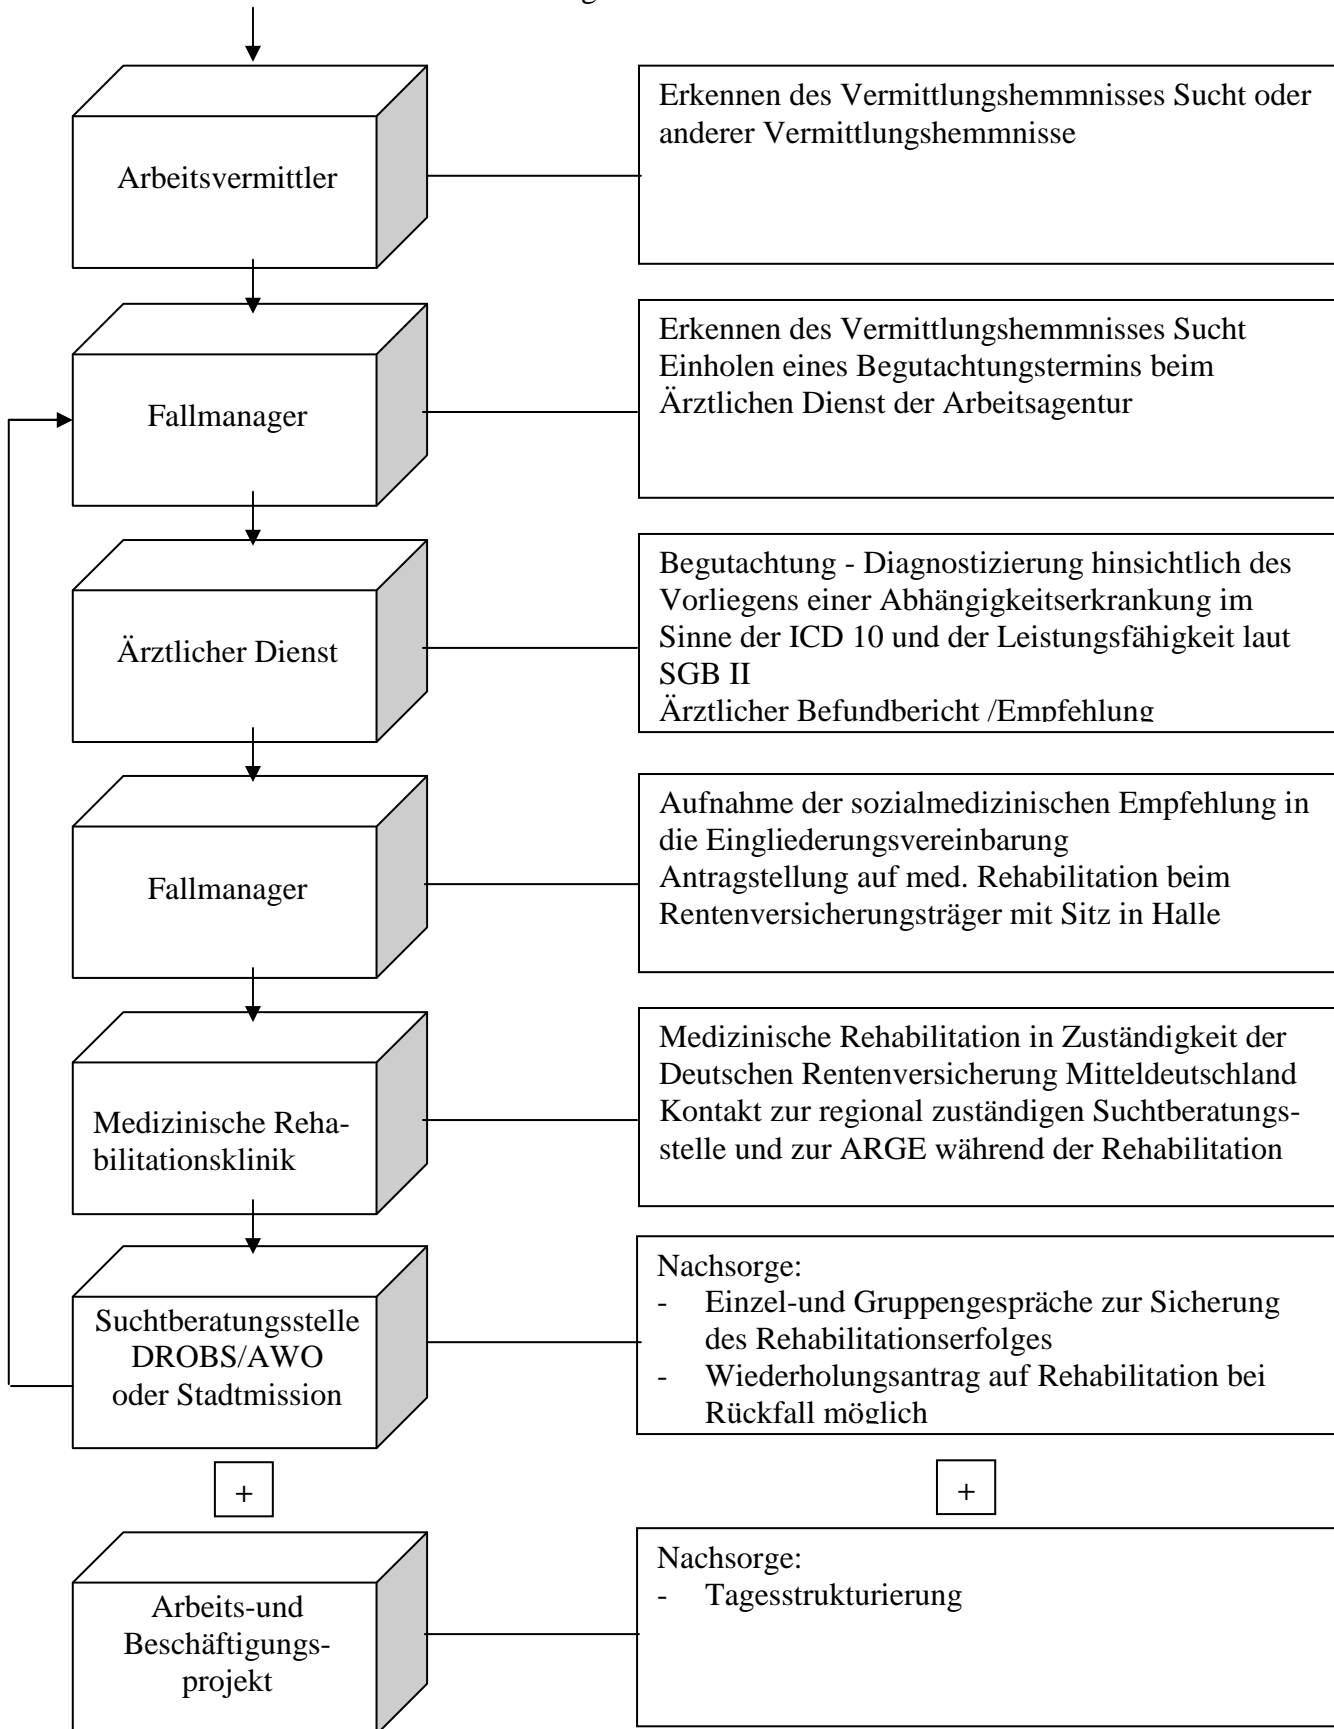 Arbeitsvermittler
Erkennen des Vermittlungshemmnisses Sucht oder
anderer Vermittlungshemmnisse
Fallmanager
Erkennen des Vermittlungshemmnisses Sucht
Einholen eines Begutachtungstermins beim
Ärztlichen Dienst der Arbeitsagentur
Ärztlicher Dienst
Begutachtung - Diagnostizierung hinsichtlich des
Vorliegens einer Abhängigkeitserkrankung im
Sinne der ICD 10 und der Leistungsfähigkeit laut
SGB II
Ärztlicher Befundbericht /Empfehlung
Fallmanager
Aufnahme der sozialmedizinischen Empfehlung in
die Eingliederungsvereinbarung
Antragstellung auf med. Rehabilitation beim
Rentenversicherungsträger mit Sitz in Halle
Medizinische Reha-
bilitationsklinik
Medizinische Rehabilitation in Zuständigkeit der
Deutschen Rentenversicherung Mitteldeutschland
Kontakt zur regional zuständigen Suchtberatungs-
stelle und zur ARGE während der Rehabilitation
Suchtberatungsstelle
DROBS/AWO
oder Stadtmission
Nachsorge:
- Einzel-und Gruppengespräche zur Sicherung
des Rehabilitationserfolges
- Wiederholungsantrag auf Rehabilitation bei
Rückfall möglich
+
+
Arbeits-und
Beschäftigungs-
projekt
Nachsorge:
- Tagesstrukturierung